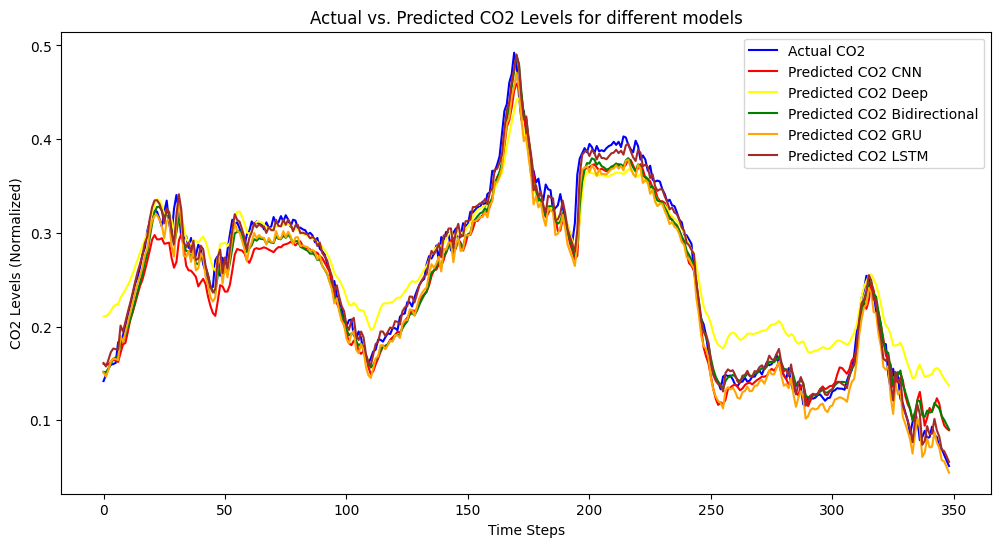 Actual vs. Predicted CO2 Levels for different models
CO2 Levels (Normalized)
0.5
0.4
0.3
0.2
0.1
Actual CO2
Predicted CO2 CNN
Predicted CO2 Deep
Predicted CO2 Bidirectional
Predicted CO2 GRU
Predicted CO2 LSTM
0 50 100 150 200 250 300 350
Time Steps